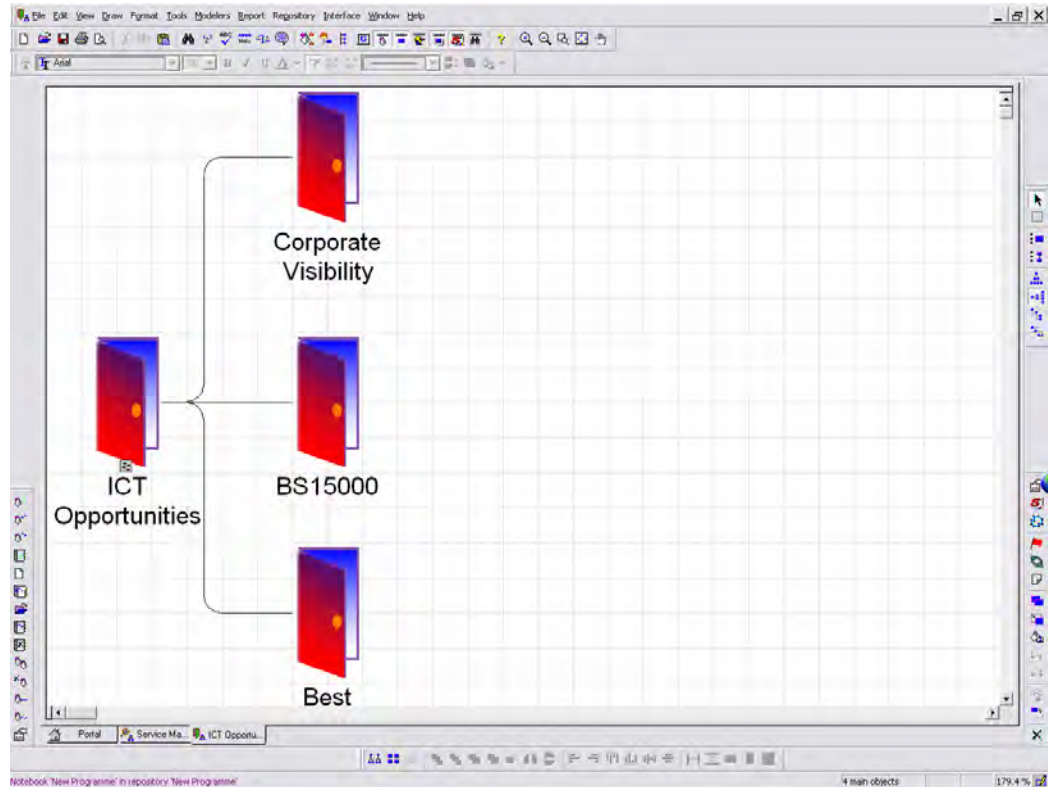 File Edit View Draw Format Tools Modelers Report Repository Interface Window Help
Arial
Corporate
Visibility
ICT
Opportunities
BS15000
Best
Portal Service Ma... ICT Opportu...
Notebook 'New Programme' in repository 'New Programme' 4 main objects 179.4 %